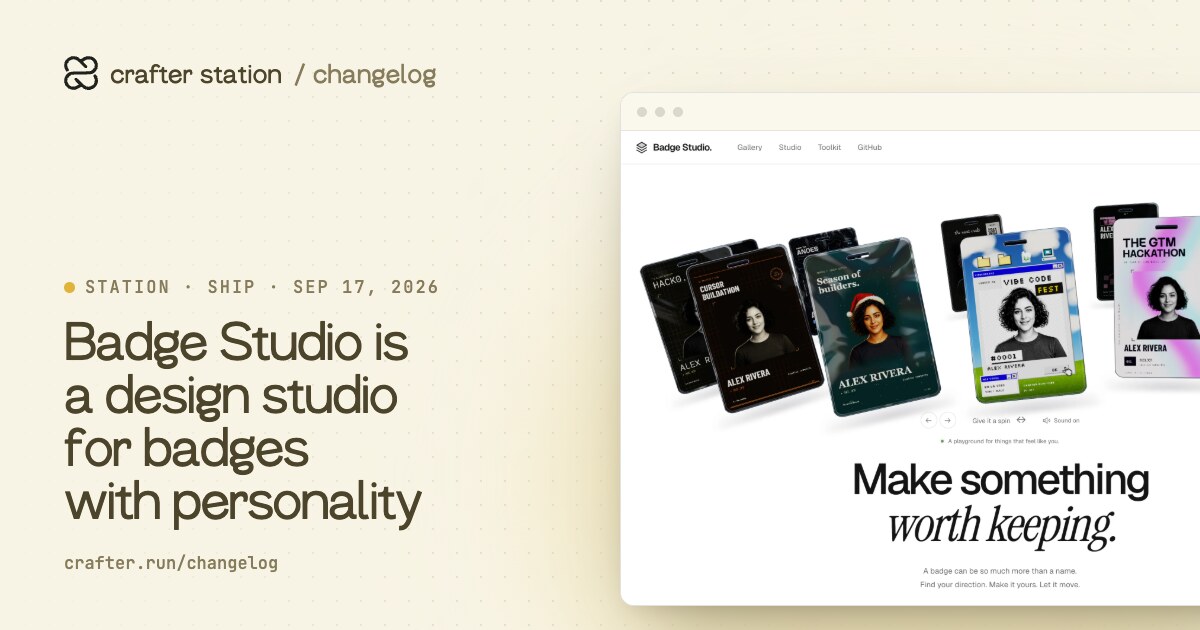 crafter station / changelog
STATION · SHIP · SEP 17, 2026
Badge Studio is
a design studio
for badges
with personality
crafter.run/changelog
Badge Studio.
Gallery
Studio
Toolkit
GitHub
CURSOR
BUILDATHON
ALEX RIVERA
Season of
builders.
ALEX RIVERA
VIBE CODE
FEST
#0001
ALEX RIVERA
THE GTM
HACKATHON
ALEX RIVERA
Give it a spin
Sound on
A playground for things that feel like you.
Make something
worth keeping.
A badge can be so much more than a name.
Find your direction. Make it yours. Let it move.